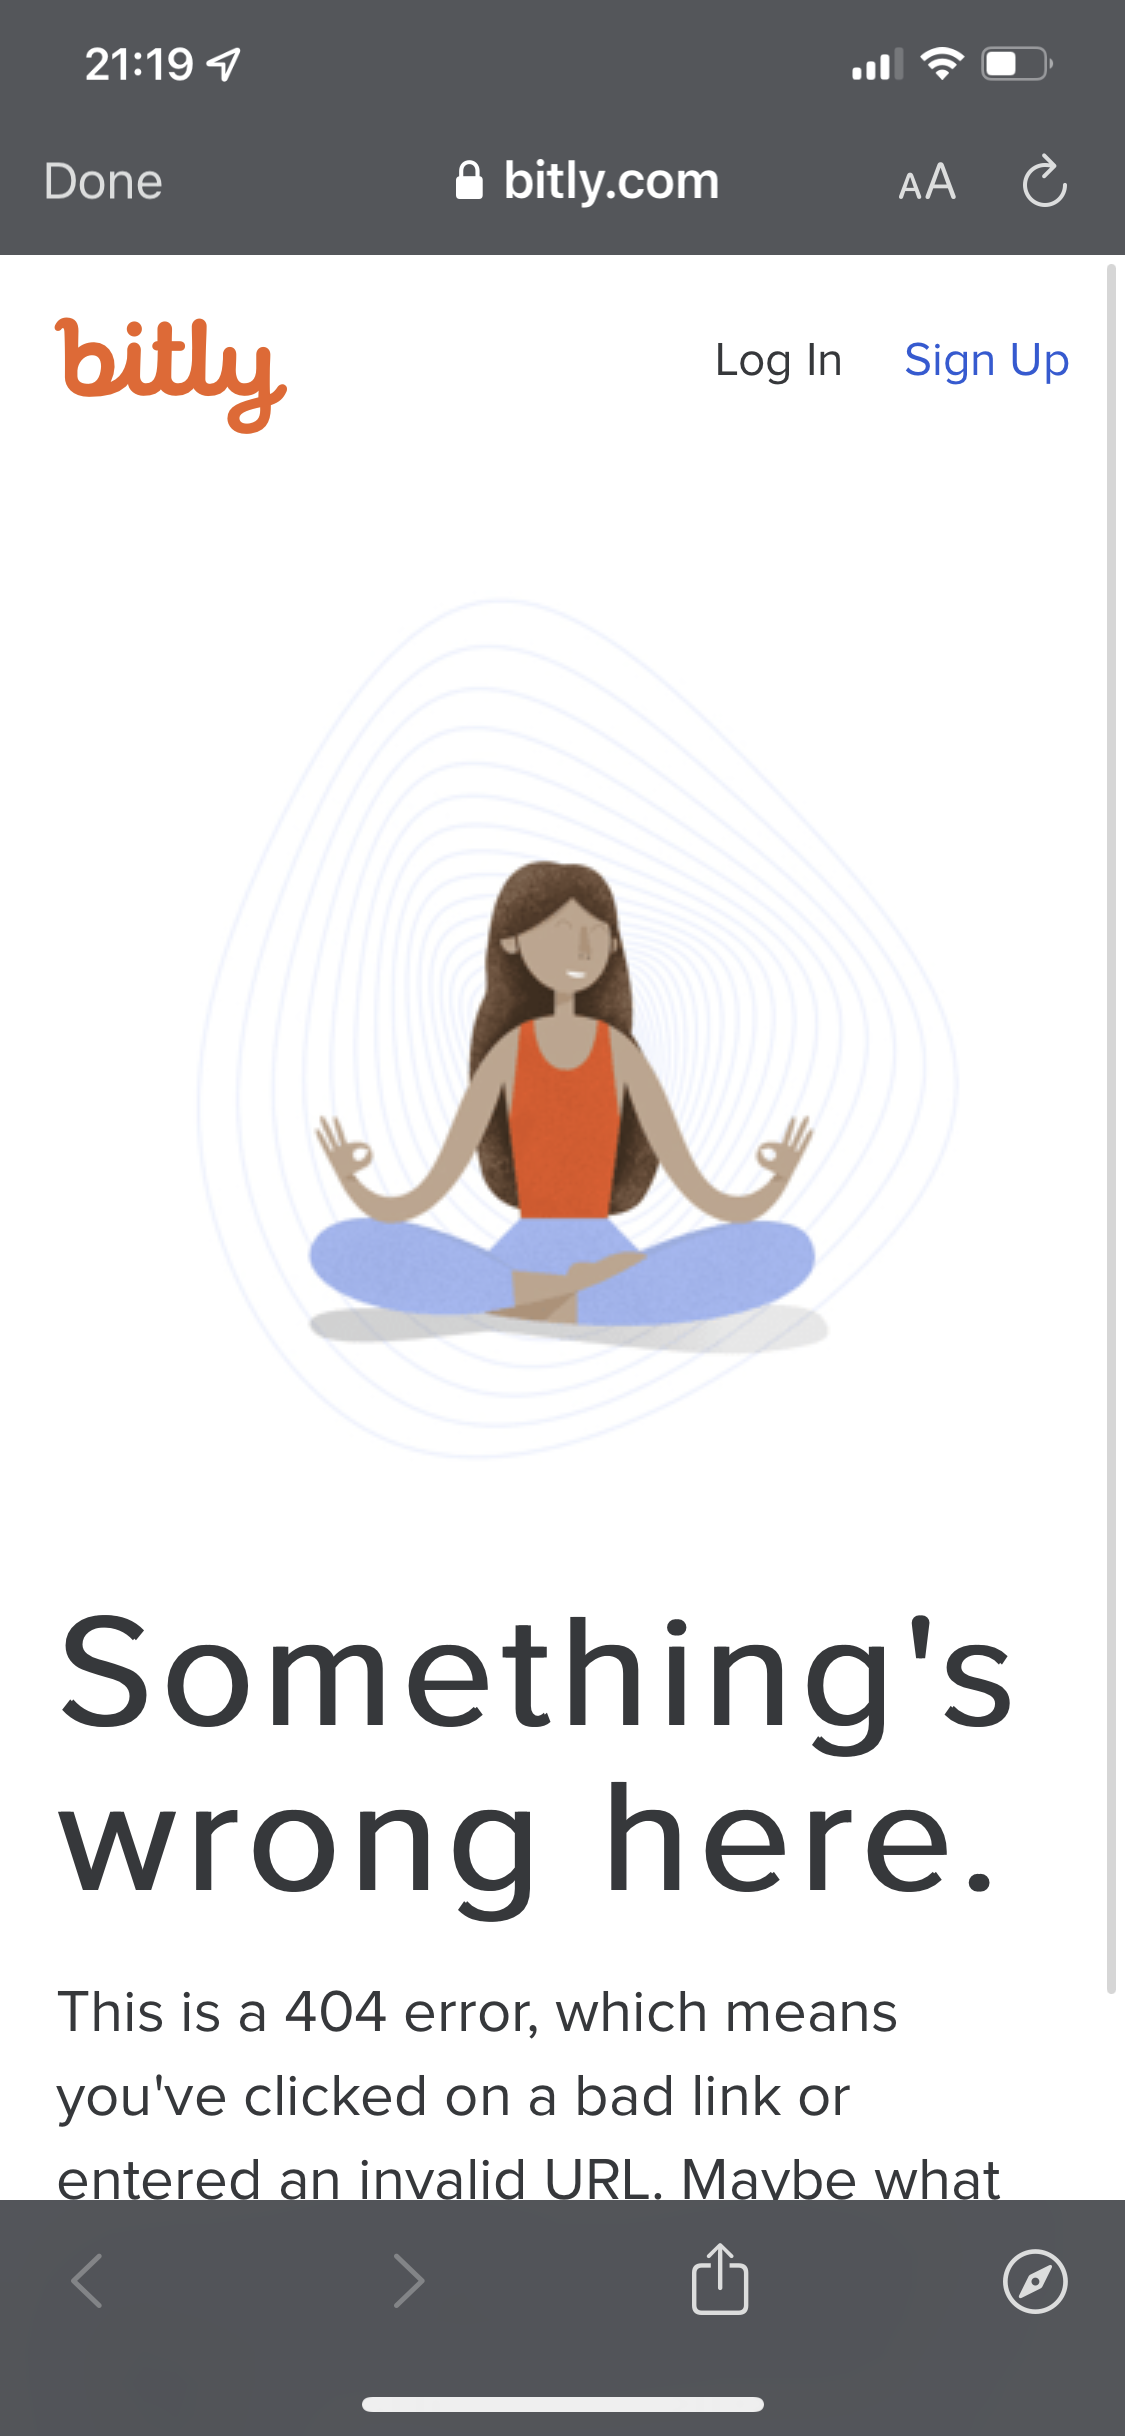 21:19
Done bitly.com AA
bitly Log In Sign Up
Something's
wrong here.
This is a 404 error, which means
you've clicked on a bad link or
entered an invalid URL. Maybe what